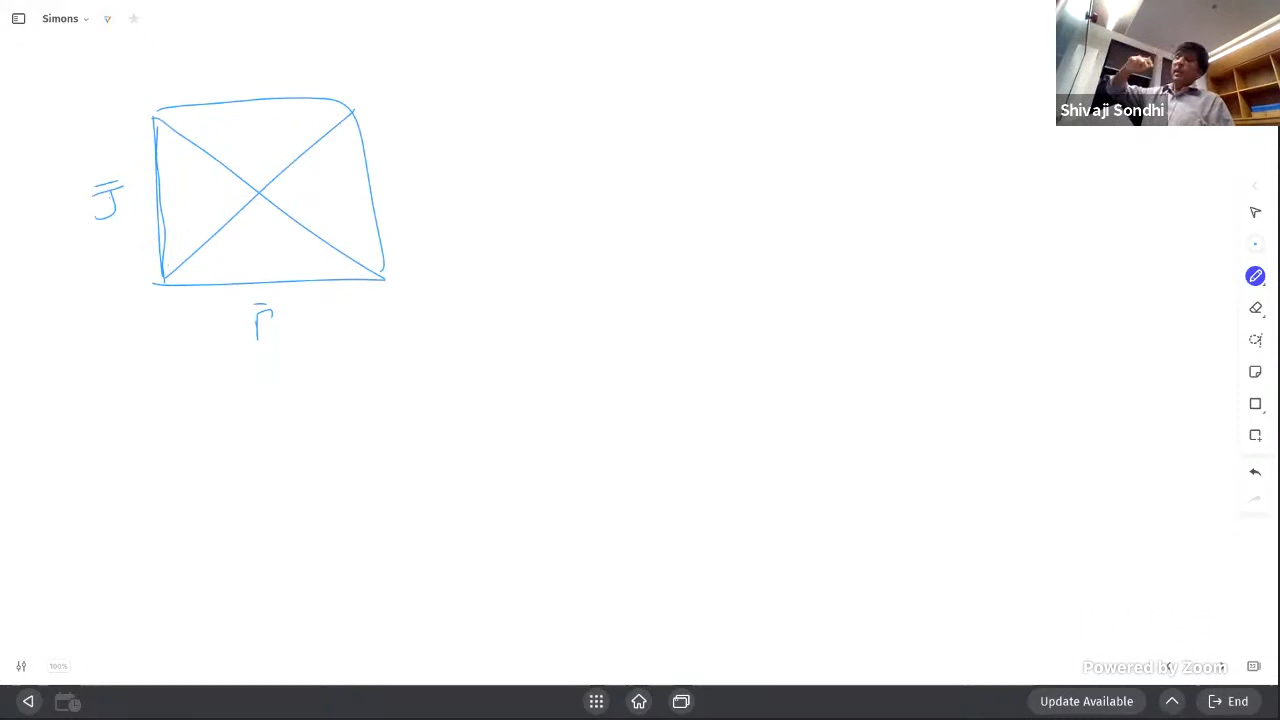 Simons
Shivaji Sondhi
J̿
Γ̄
100%
Powered by Zoom
Update Available
End